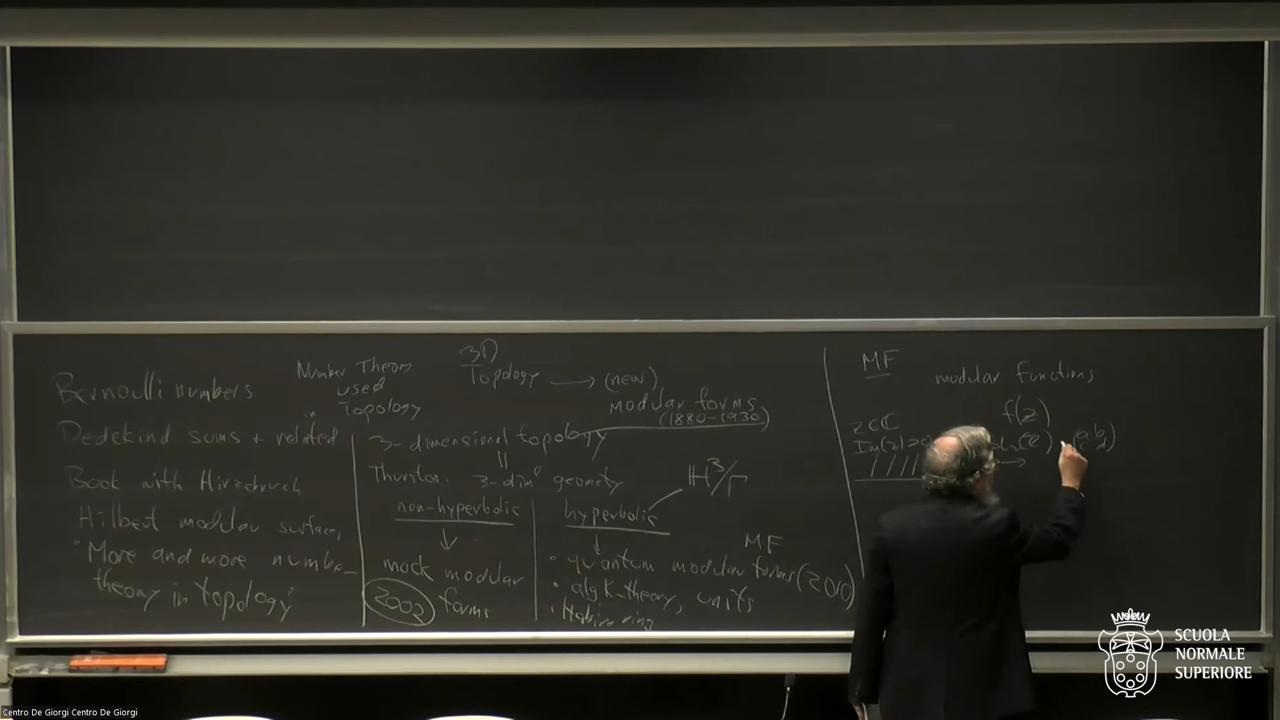 Bernoulli numbers
Dedekind sums + related
Book with Hirzebruch
Hilbert modular surfaces
"More and more number
theory in topology"
Number Theory
used in
Topology
3D
Topology → (new)
Modular forms
(1880-1930)
3-dimensional topology
=
Thurston. 3-diml geometry
non-hyperbolic
↓
mock modular
2002 forms
hyperbolic
ℍ³/Γ
MF
• quantum modular forms (2010)
• alg K-theory, units
• Habiro ring
MF
modular functions
z∈ℂ
Im(z)>0
f(z)
(a b
c d)
SCUOLA
NORMALE
SUPERIORE
Centro De Giorgi Centro De Giorgi